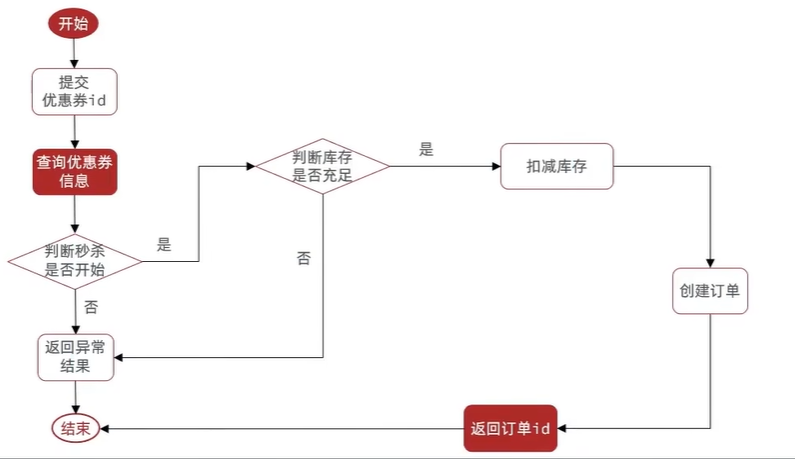 开始
提交
优惠券id
查询优惠券
信息
判断秒杀
是否开始
是
否
返回异常
结果
结束
判断库存
是否充足
是
否
扣减库存
创建订单
返回订单id